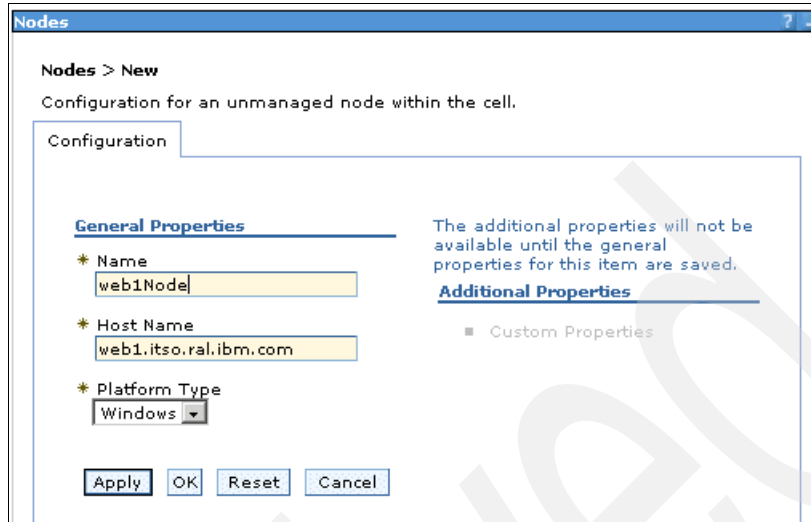 Nodes
?
Nodes > New
Configuration for an unmanaged node within the cell.
Configuration
General Properties
* Name
web1Node
* Host Name
web1.itso.ral.ibm.com
* Platform Type
Windows
Apply OK Reset Cancel
The additional properties will not be
available until the general
properties for this item are saved.
Additional Properties
Custom Properties